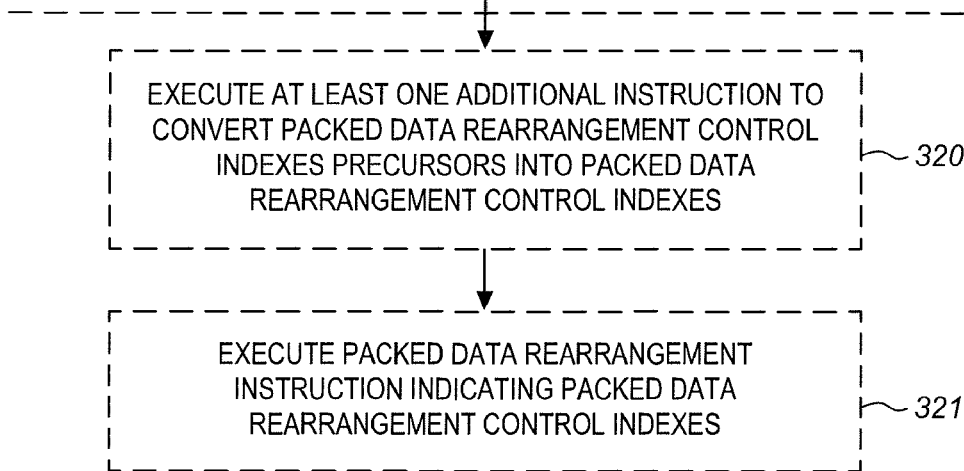 EXECUTE AT LEAST ONE ADDITIONAL INSTRUCTION TO
CONVERT PACKED DATA REARRANGEMENT CONTROL
INDEXES PRECURSORS INTO PACKED DATA
REARRANGEMENT CONTROL INDEXES
320
EXECUTE PACKED DATA REARRANGEMENT
INSTRUCTION INDICATING PACKED DATA
REARRANGEMENT CONTROL INDEXES
321